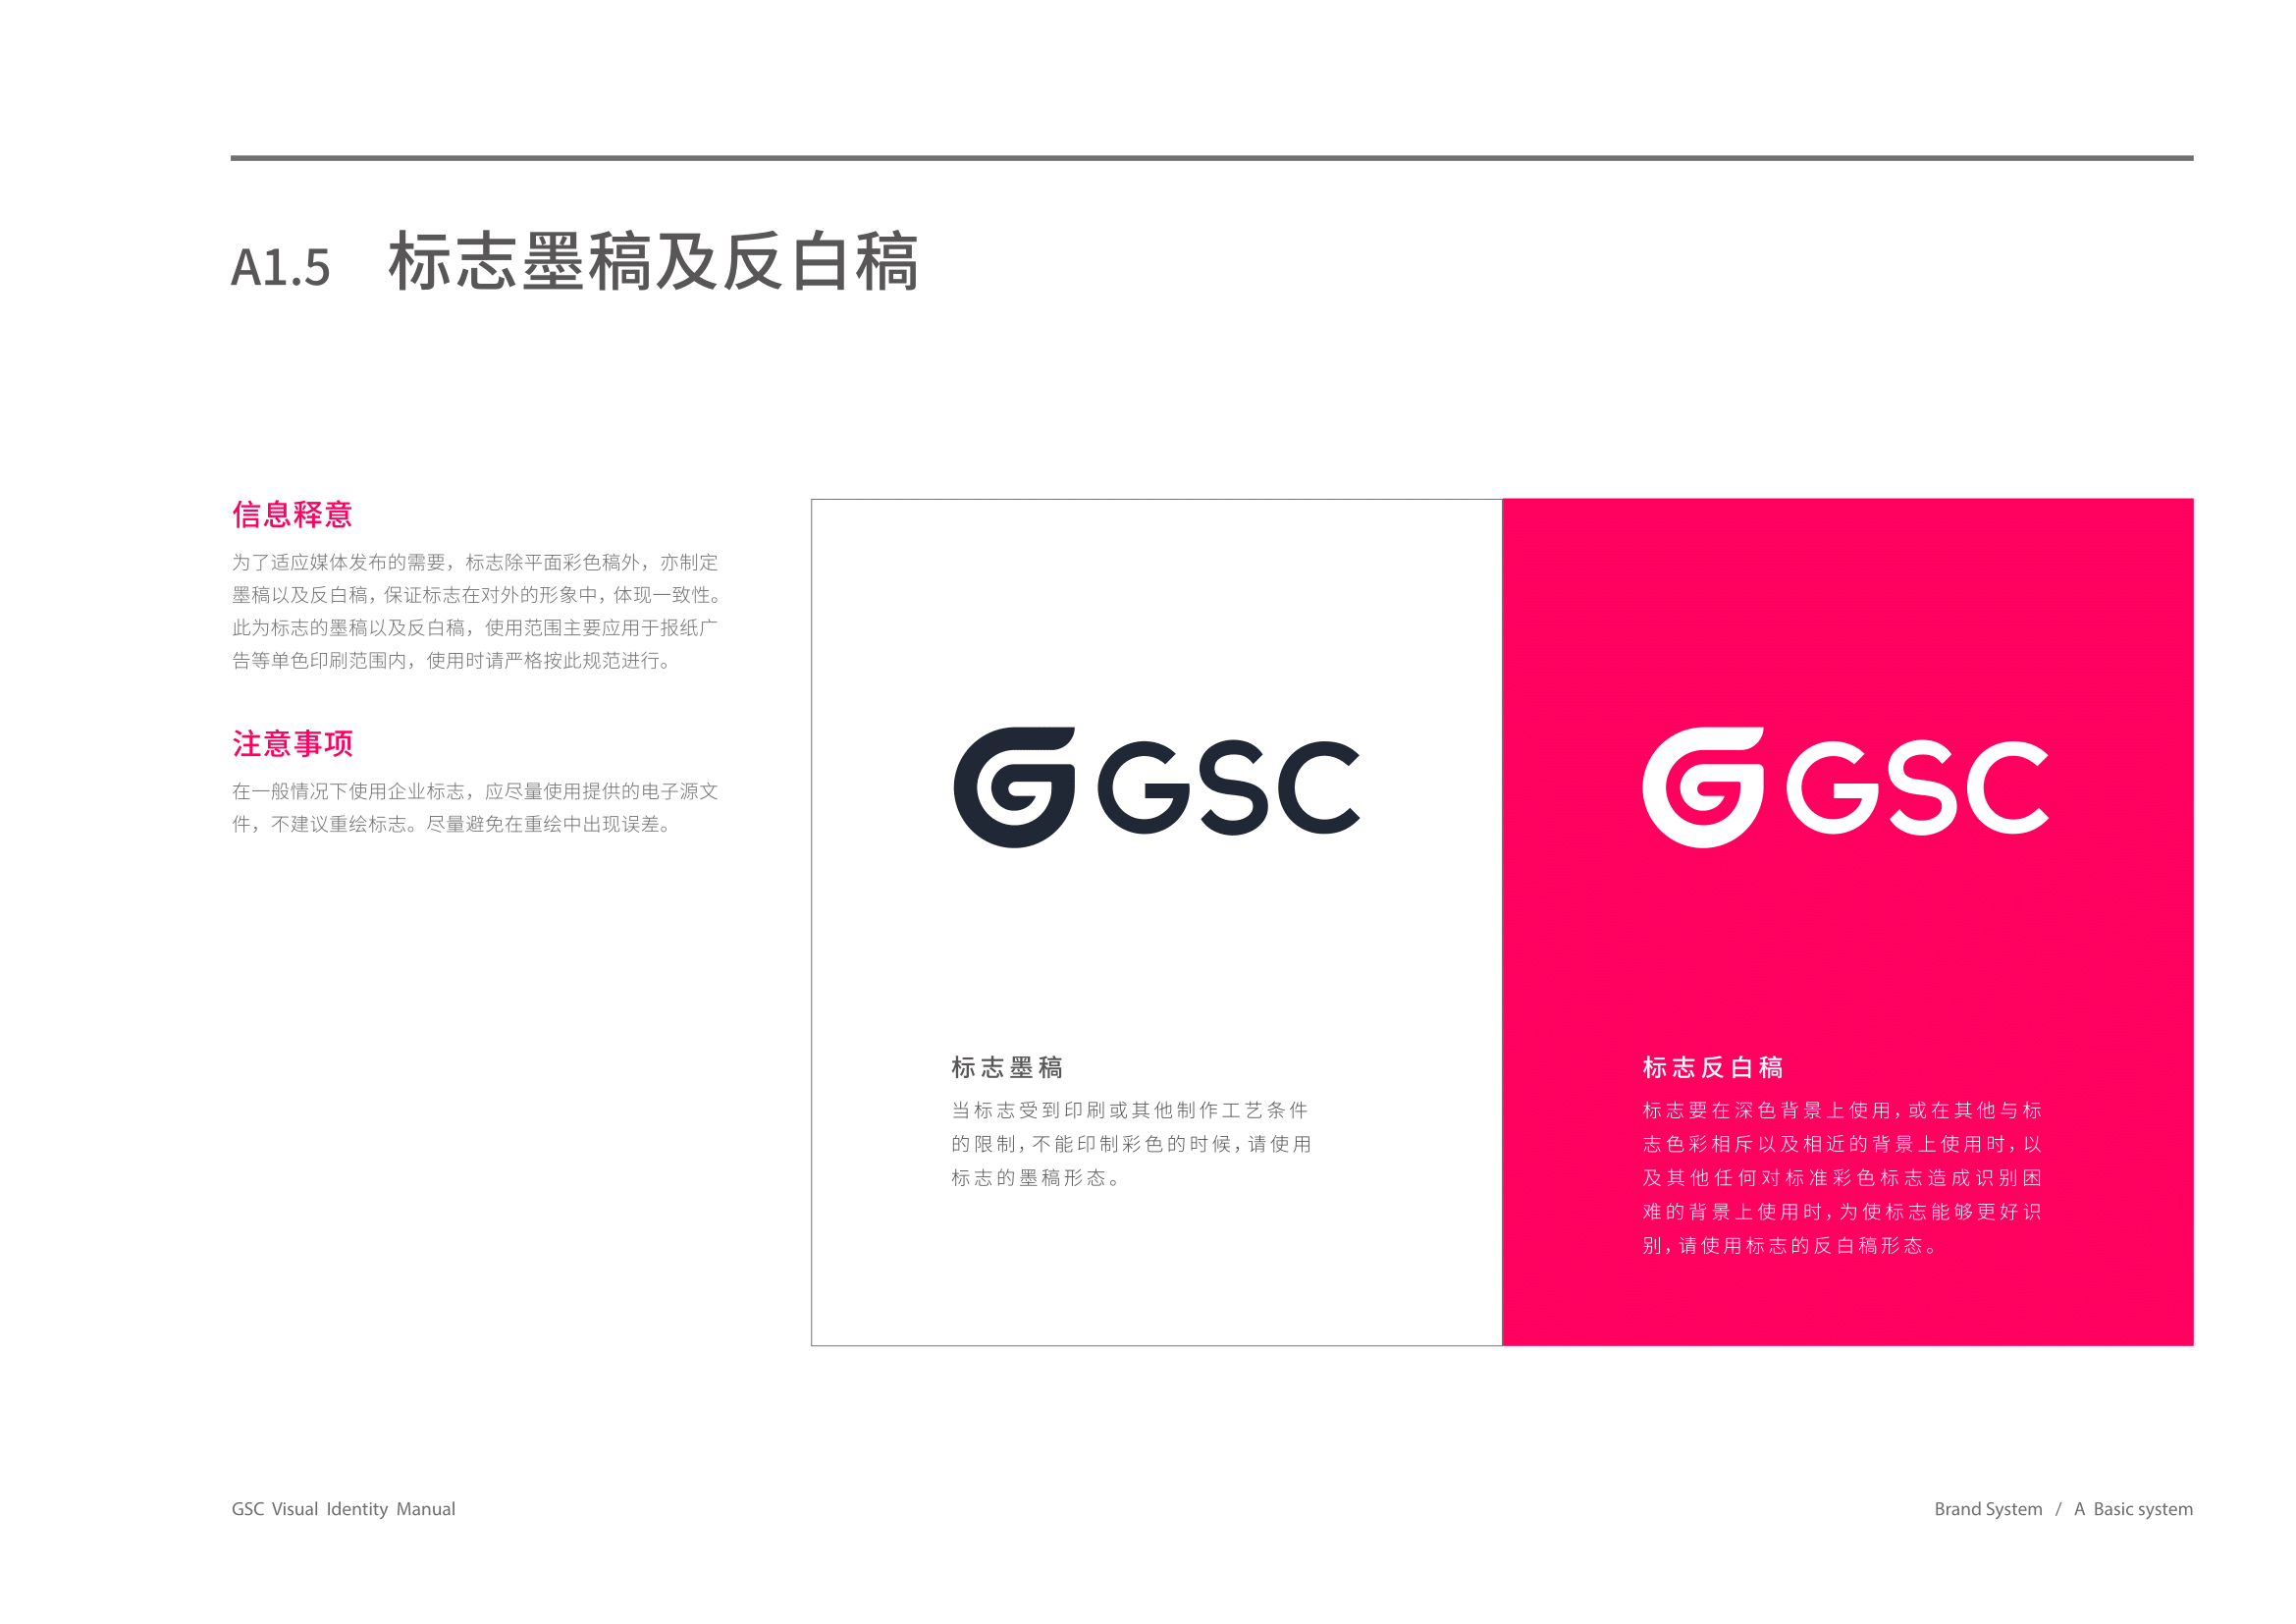 A1.5 标志墨稿及反白稿
信息释意
为了适应媒体发布的需要，标志除平面彩色稿外，亦制定
墨稿以及反白稿，保证标志在对外的形象中，体现一致性。
此为标志的墨稿以及反白稿，使用范围主要应用于报纸广
告等单色印刷范围内，使用时请严格按此规范进行。
注意事项
在一般情况下使用企业标志，应尽量使用提供的电子源文
件，不建议重绘标志。尽量避免在重绘中出现误差。
GSC
标志墨稿
当标志受到印刷或其他制作工艺条件
的限制，不能印制彩色的时候，请使用
标志的墨稿形态。
GSC
标志反白稿
标志要在深色背景上使用，或在其他与标
志色彩相斥以及相近的背景上使用时，以
及其他任何对标准彩色标志造成识别困
难的背景上使用时，为使标志能够更好识
别，请使用标志的反白稿形态。
GSC Visual Identity Manual
Brand System / A Basic system